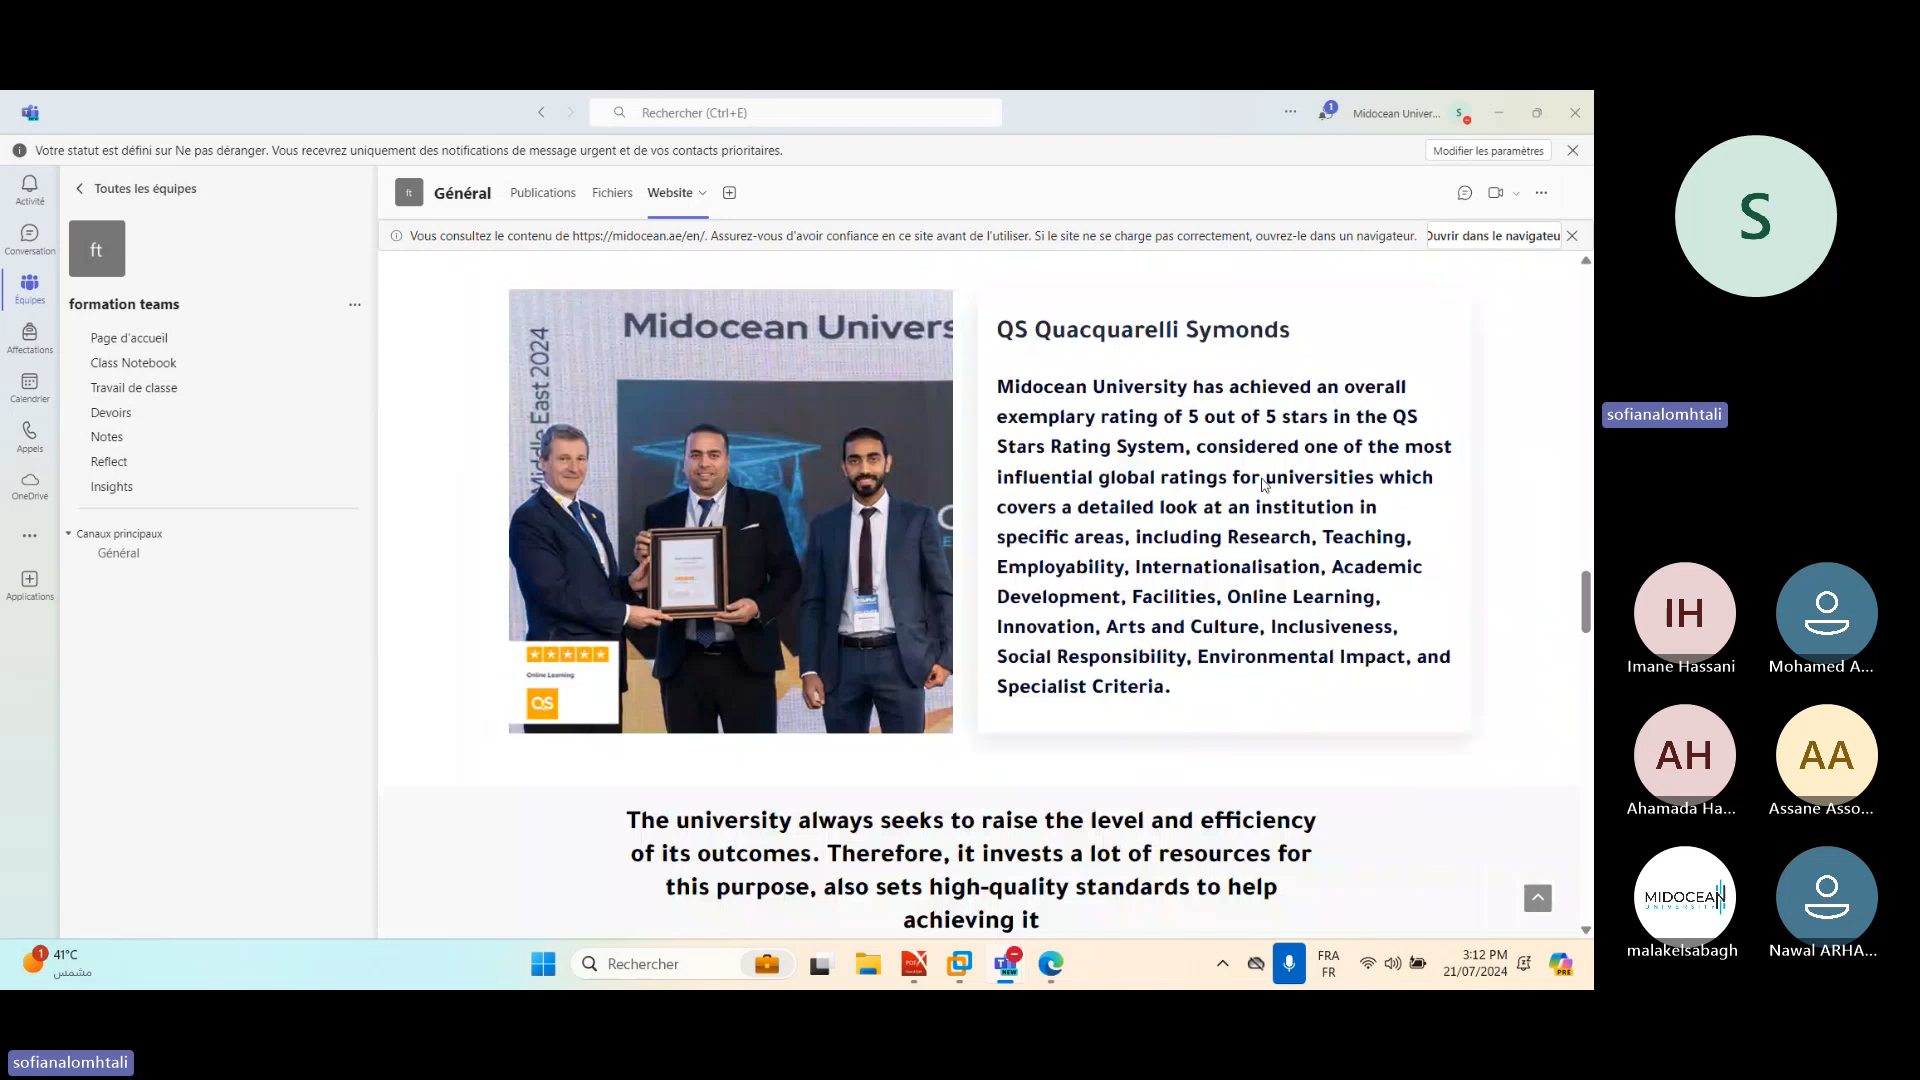 Rechercher (Ctrl+E)
1
Midocean Univer...
S
Votre statut est défini sur Ne pas déranger. Vous recevrez uniquement des notifications de message urgent et de vos contacts prioritaires.
Modifier les paramètres
Activité
Conversation
Équipes
Affectations
Calendrier
Appels
OneDrive
Applications
Toutes les équipes
ft
formation teams
Page d'accueil
Class Notebook
Travail de classe
Devoirs
Notes
Reflect
Insights
Canaux principaux
Général
ft
Général
Publications
Fichiers
Website
Vous consultez le contenu de https://midocean.ae/en/. Assurez-vous d'avoir confiance en ce site avant de l'utiliser. Si le site ne se charge pas correctement, ouvrez-le dans un navigateur.
Ouvrir dans le navigateu
Midocean Univers
Middle East 2024
Online Learning
QS
QS Quacquarelli Symonds
Midocean University has achieved an overall
exemplary rating of 5 out of 5 stars in the QS
Stars Rating System, considered one of the most
influential global ratings for universities which
covers a detailed look at an institution in
specific areas, including Research, Teaching,
Employability, Internationalisation, Academic
Development, Facilities, Online Learning,
Innovation, Arts and Culture, Inclusiveness,
Social Responsibility, Environmental Impact, and
Specialist Criteria.
The university always seeks to raise the level and efficiency
of its outcomes. Therefore, it invests a lot of resources for
this purpose, also sets high-quality standards to help
achieving it
1
41°C
مشمس
Rechercher
PDF
NEW
FRA
FR
3:12 PM
21/07/2024
PRE
S
sofianalomhtali
IH
Imane Hassani
Mohamed A...
AH
Ahamada Ha...
AA
Assane Asso...
MIDOCEAN
UNIVERSITY
malakelsabagh
Nawal ARHA...
sofianalomhtali